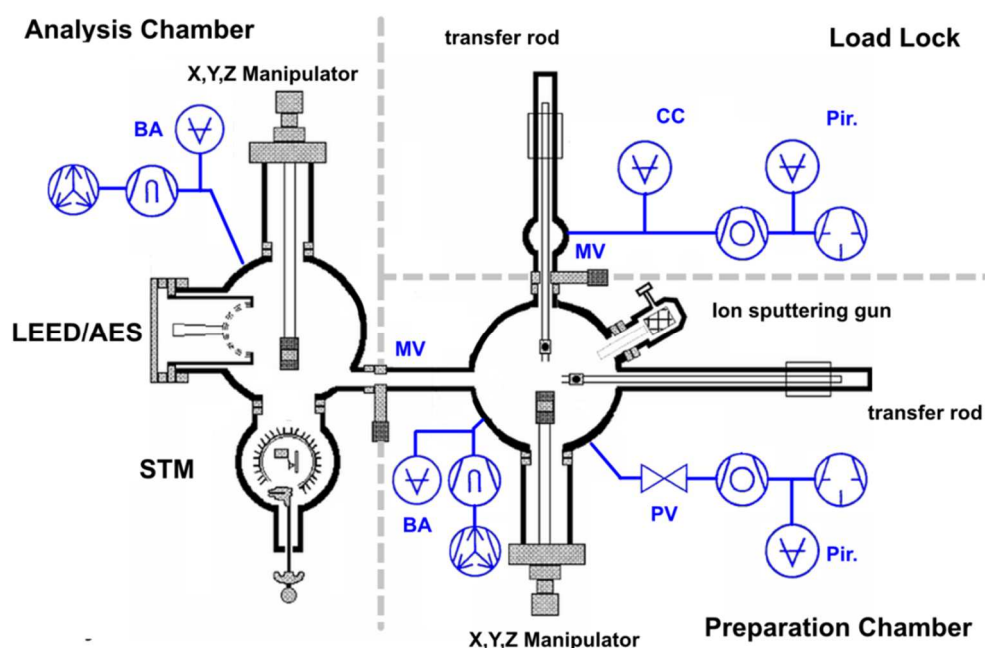 Analysis Chamber
transfer rod
Load Lock
X,Y,Z Manipulator
BA
CC
Pir.
MV
Ion sputtering gun
LEED/AES
MV
transfer rod
STM
BA
PV
Pir.
X,Y,Z Manipulator
Preparation Chamber